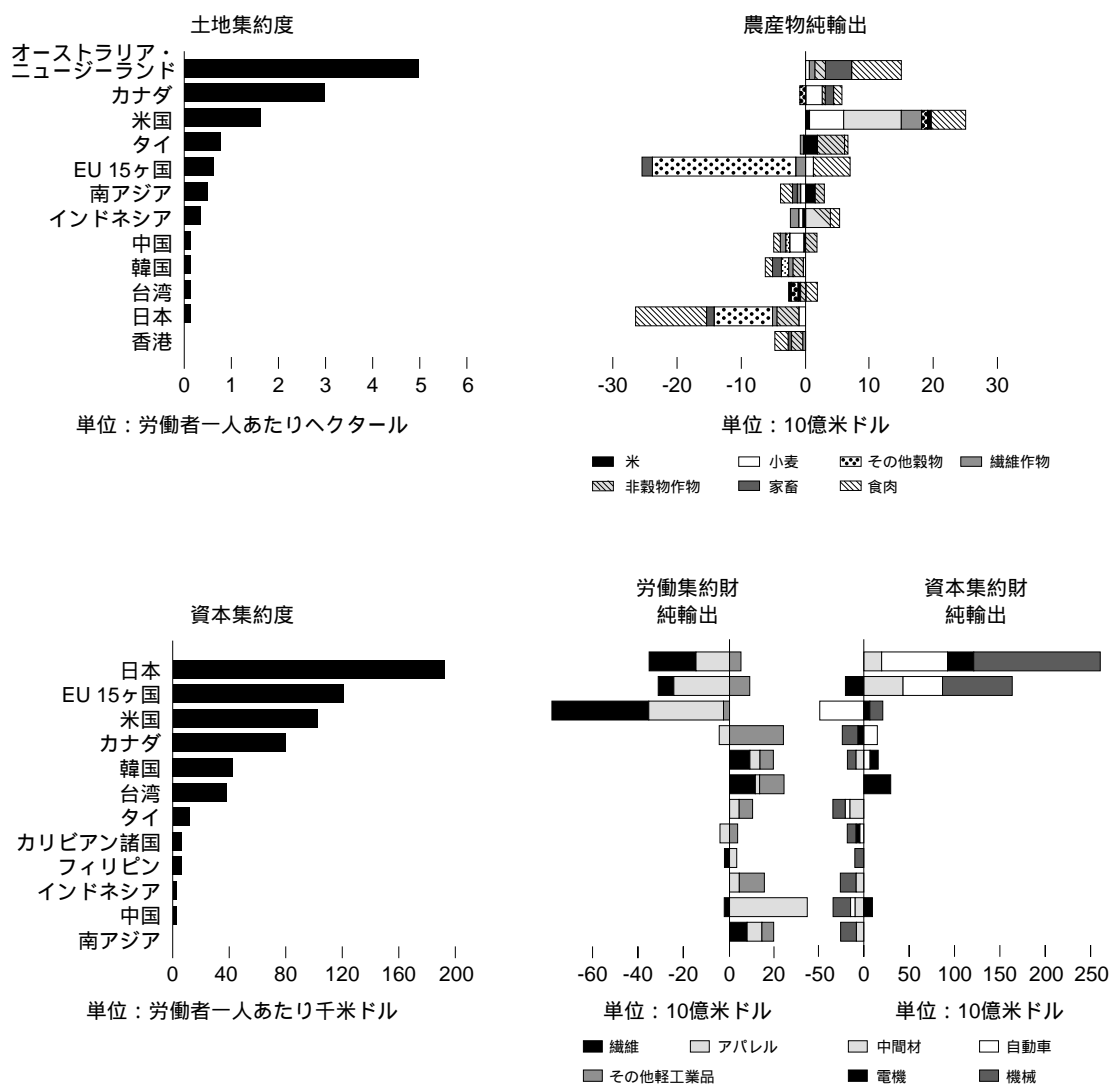 土地集約度
オーストラリア・
ニュージーランド
カナダ
米国
タイ
EU 15ヶ国
南アジア
インドネシア
中国
韓国
台湾
日本
香港
0 1 2 3 4 5 6
単位：労働者一人あたりヘクタール
農産物純輸出
-30 -20 -10 0 10 20 30
単位：10億米ドル
米 小麦 その他穀物 繊維作物
非穀物作物 家畜 食肉
資本集約度
日本
EU 15ヶ国
米国
カナダ
韓国
台湾
タイ
カリビアン諸国
フィリピン
インドネシア
中国
南アジア
0 40 80 120 160 200
単位：労働者一人あたり千米ドル
労働集約財
純輸出
-60 -40 -20 0 20
単位：10億米ドル
繊維 アパレル
その他軽工業品
資本集約財
純輸出
-50 0 50 100 150 200 250
単位：10億米ドル
中間材 自動車
電機 機械